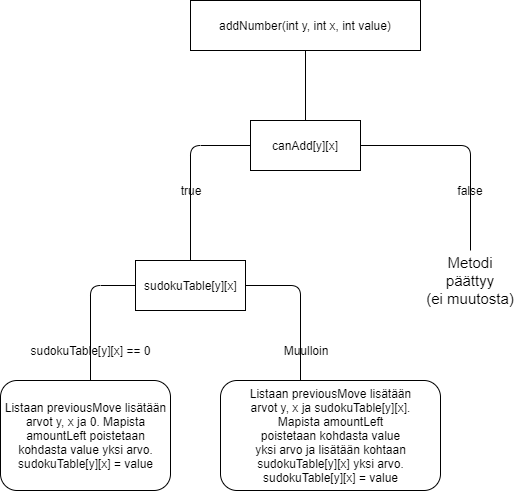 addNumber(int y, int x, int value)
canAdd[y][x]
true
false
Metodi
päättyy
(ei muutosta)
sudokuTable[y][x]
sudokuTable[y][x] == 0
Muulloin
Listaan previousMove lisätään
arvot y, x ja 0. Mapista
amountLeft poistetaan
kohdasta value yksi arvo.
sudokuTable[y][x] = value
Listaan previousMove lisätään
arvot y, x ja sudokuTable[y][x].
Mapista amountLeft
poistetaan kohdasta value
yksi arvo ja lisätään kohtaan
sudokuTable[y][x] yksi arvo.
sudokuTable[y][x] = value